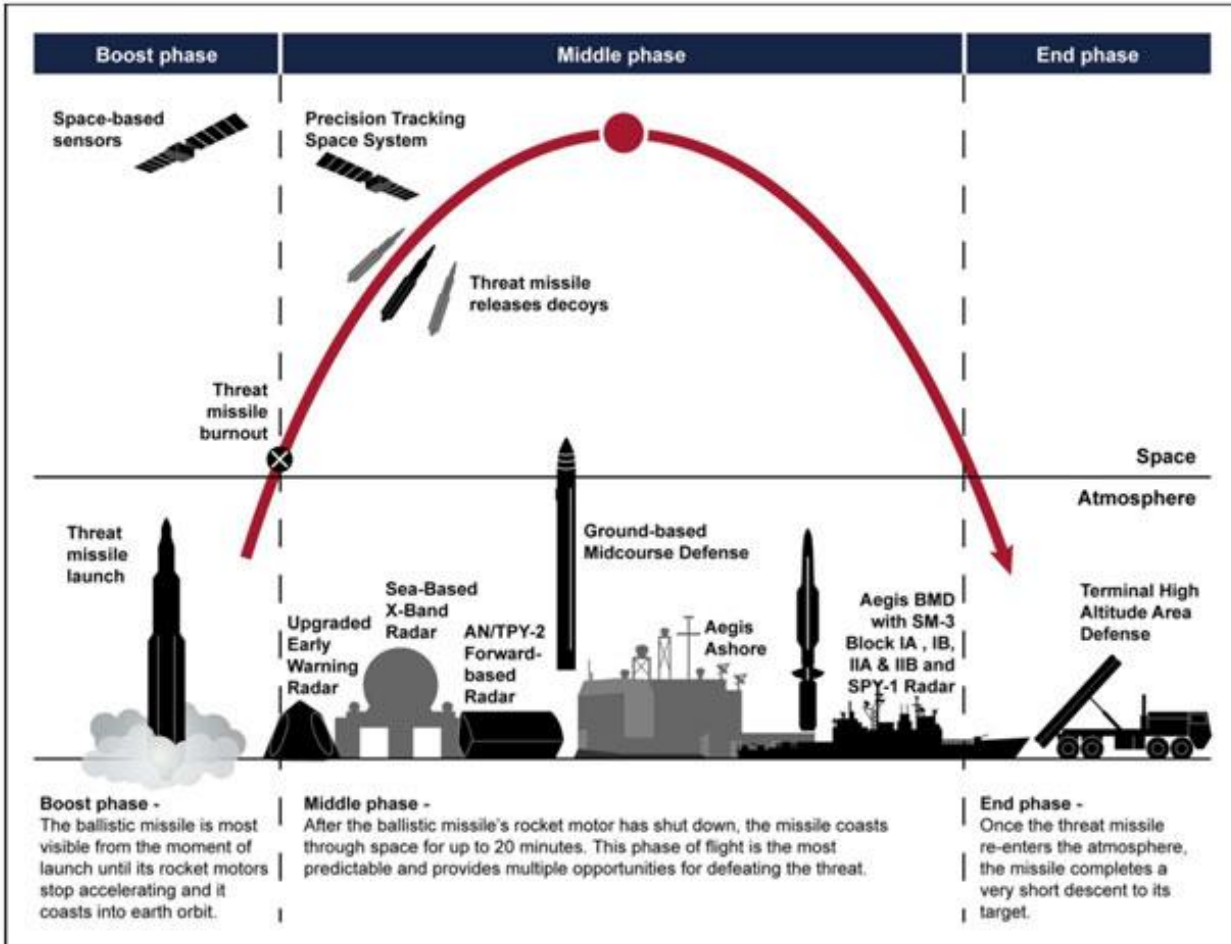 Boost phase
Middle phase
End phase
Space-based
sensors
Precision Tracking
Space System
Threat missile
releases decoys
Threat
missile
burnout
Space
Atmosphere
Threat
missile
launch
Upgraded
Early
Warning
Radar
Sea-Based
X-Band
Radar
AN/TPY-2
Forward-
based
Radar
Ground-based
Midcourse Defense
Aegis
Ashore
Aegis BMD
with SM-3
Block IA , IB,
IIA & IIB and
SPY-1 Radar
Terminal High
Altitude Area
Defense
Boost phase -
The ballistic missile is most
visible from the moment of
launch until its rocket motors
stop accelerating and it
coasts into earth orbit.
Middle phase -
After the ballistic missile's rocket motor has shut down, the missile coasts
through space for up to 20 minutes. This phase of flight is the most
predictable and provides multiple opportunities for defeating the threat.
End phase -
Once the threat missile
re-enters the atmosphere,
the missile completes a
very short descent to its
target.